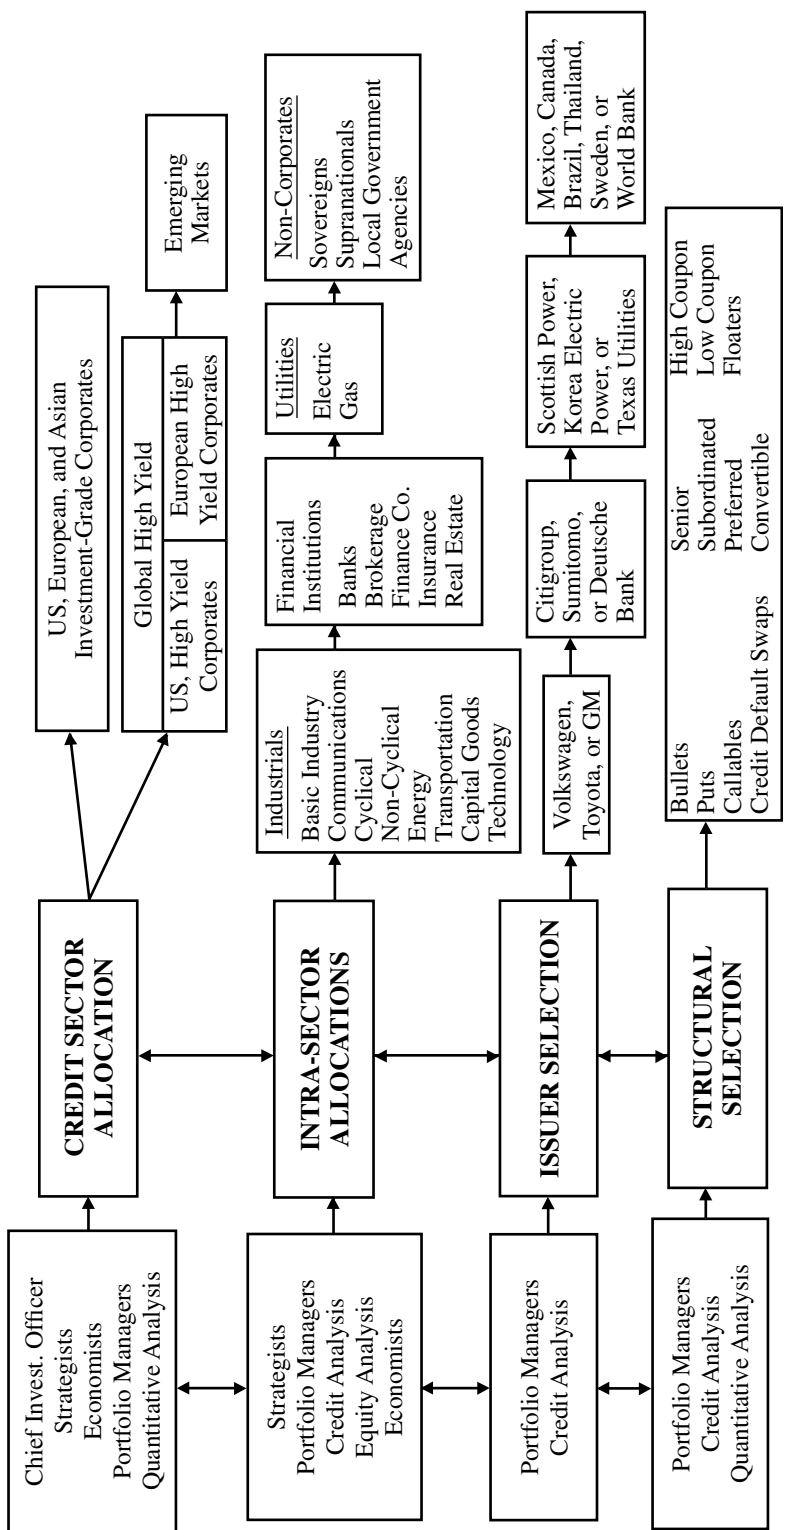 Chief Invest. Officer
Strategists
Economists
Portfolio Managers
Quantitative Analysis
CREDIT SECTOR
ALLOCATION
US, European, and Asian
Investment-Grade Corporates
Global High Yield
US, High Yield
Corporates
European High
Yield Corporates
Emerging
Markets
Strategists
Portfolio Managers
Credit Analysis
Equity Analysis
Economists
INTRA-SECTOR
ALLOCATIONS
Industrials
Basic Industry
Communications
Cyclical
Non-Cyclical
Energy
Transportation
Capital Goods
Technology
Financial
Institutions
Banks
Brokerage
Finance Co.
Insurance
Real Estate
Utilities
Electric
Gas
Non-Corporates
Sovereigns
Supranationals
Local Government
Agencies
Portfolio Managers
Credit Analysis
ISSUER SELECTION
Volkswagen,
Toyota, or GM
Citigroup,
Sumitomo,
or Deutsche
Bank
Scottish Power,
Korea Electric
Power, or
Texas Utilities
Mexico, Canada,
Brazil, Thailand,
Sweden, or
World Bank
Portfolio Managers
Credit Analysis
Quantitative Analysis
STRUCTURAL
SELECTION
Bullets
Puts
Callables
Credit Default Swaps
Senior
Subordinated
Preferred
Convertible
High Coupon
Low Coupon
Floaters